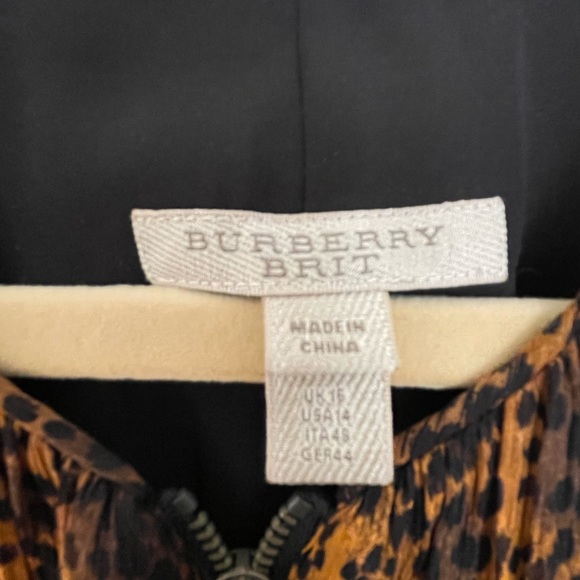 BURBERRY
BRIT
MADE IN
CHINA
UK16
USA14
ITA48
GER44